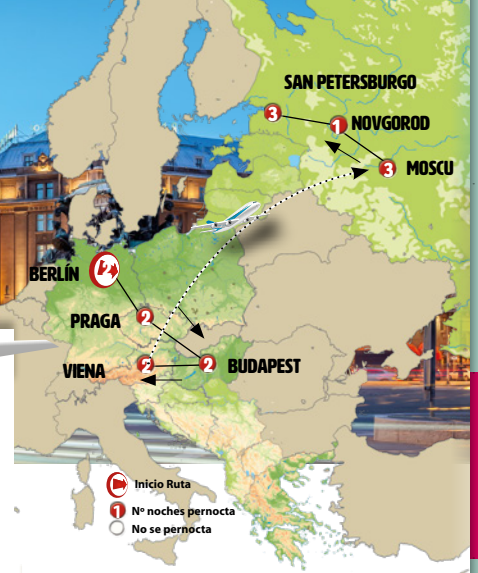 SAN PETERSBURGO
3
1 NOVGOROD
3 MOSCU
BERLÍN 2
PRAGA 2
VIENA 2
2 BUDAPEST
Inicio Ruta
1 Nº noches pernocta
No se pernocta